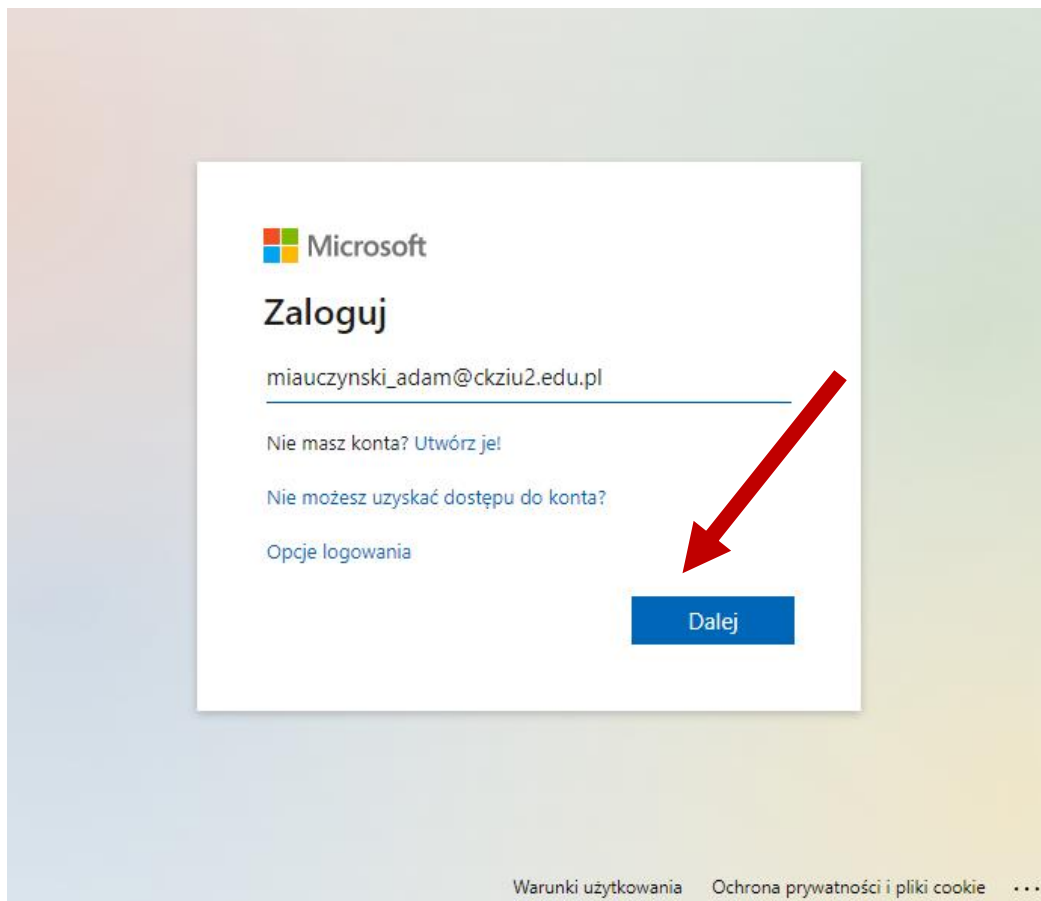 Microsoft
Zaloguj
miauczynski_adam@ckziu2.edu.pl
Nie masz konta? Utwórz je!
Nie możesz uzyskać dostępu do konta?
Opcje logowania
Dalej
Warunki użytkowania Ochrona prywatności i pliki cookie ...